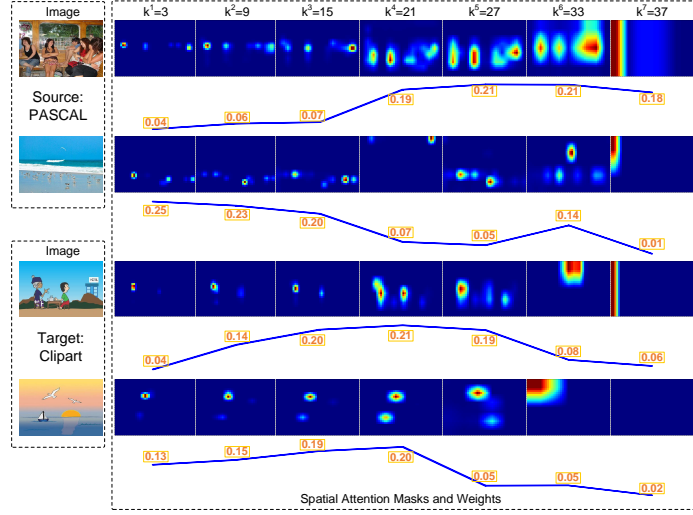 Image
k¹=3 k²=9 k³=15 k⁴=21 k⁵=27 k⁶=33 k⁷=37
Source:
PASCAL
0.04 0.06 0.07 0.19 0.21 0.21 0.18
0.25 0.23 0.20 0.07 0.05 0.14 0.01
Image
Target:
Clipart
0.04 0.14 0.20 0.21 0.19 0.08 0.06
0.13 0.15 0.19 0.20 0.05 0.05 0.02
Spatial Attention Masks and Weights